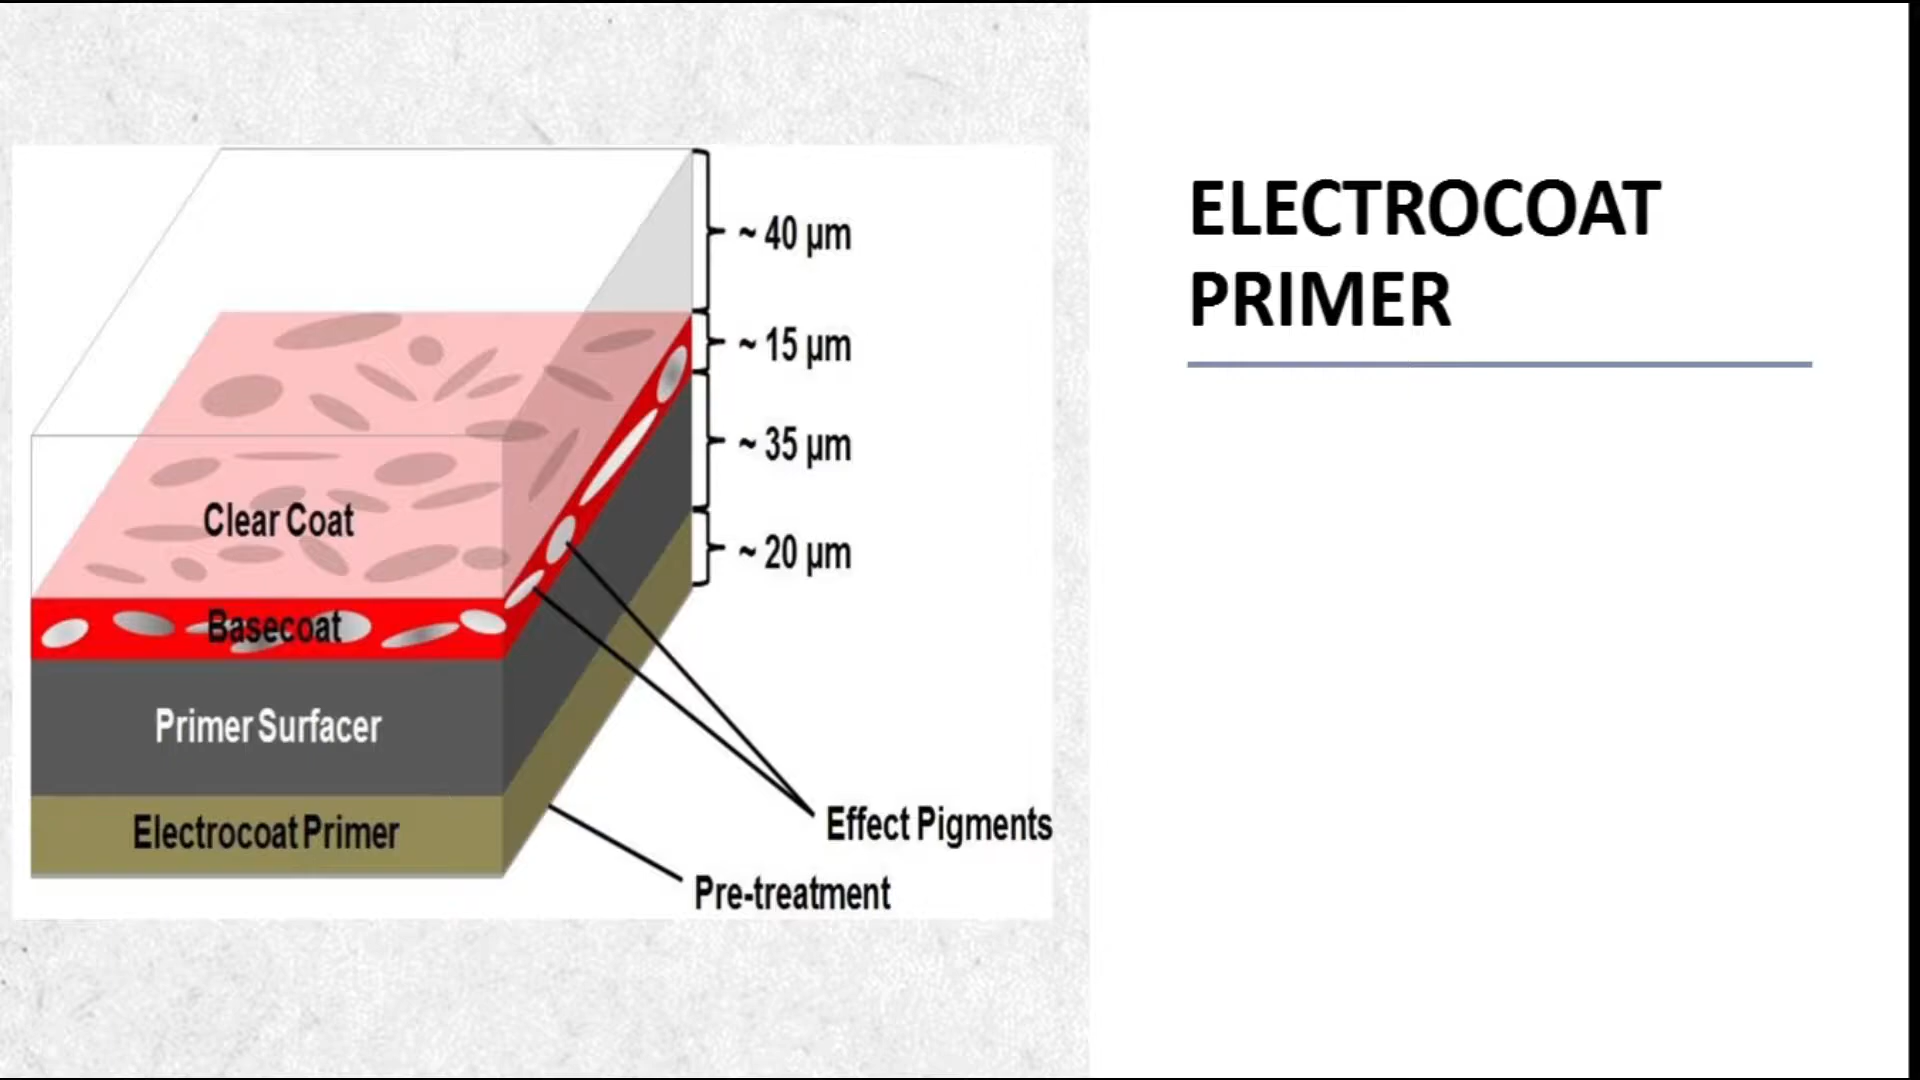 ~ 40 µm
~ 15 µm
~ 35 µm
~ 20 µm
Clear Coat
Basecoat
Primer Surfacer
Electrocoat Primer
Effect Pigments
Pre-treatment
ELECTROCOAT
PRIMER